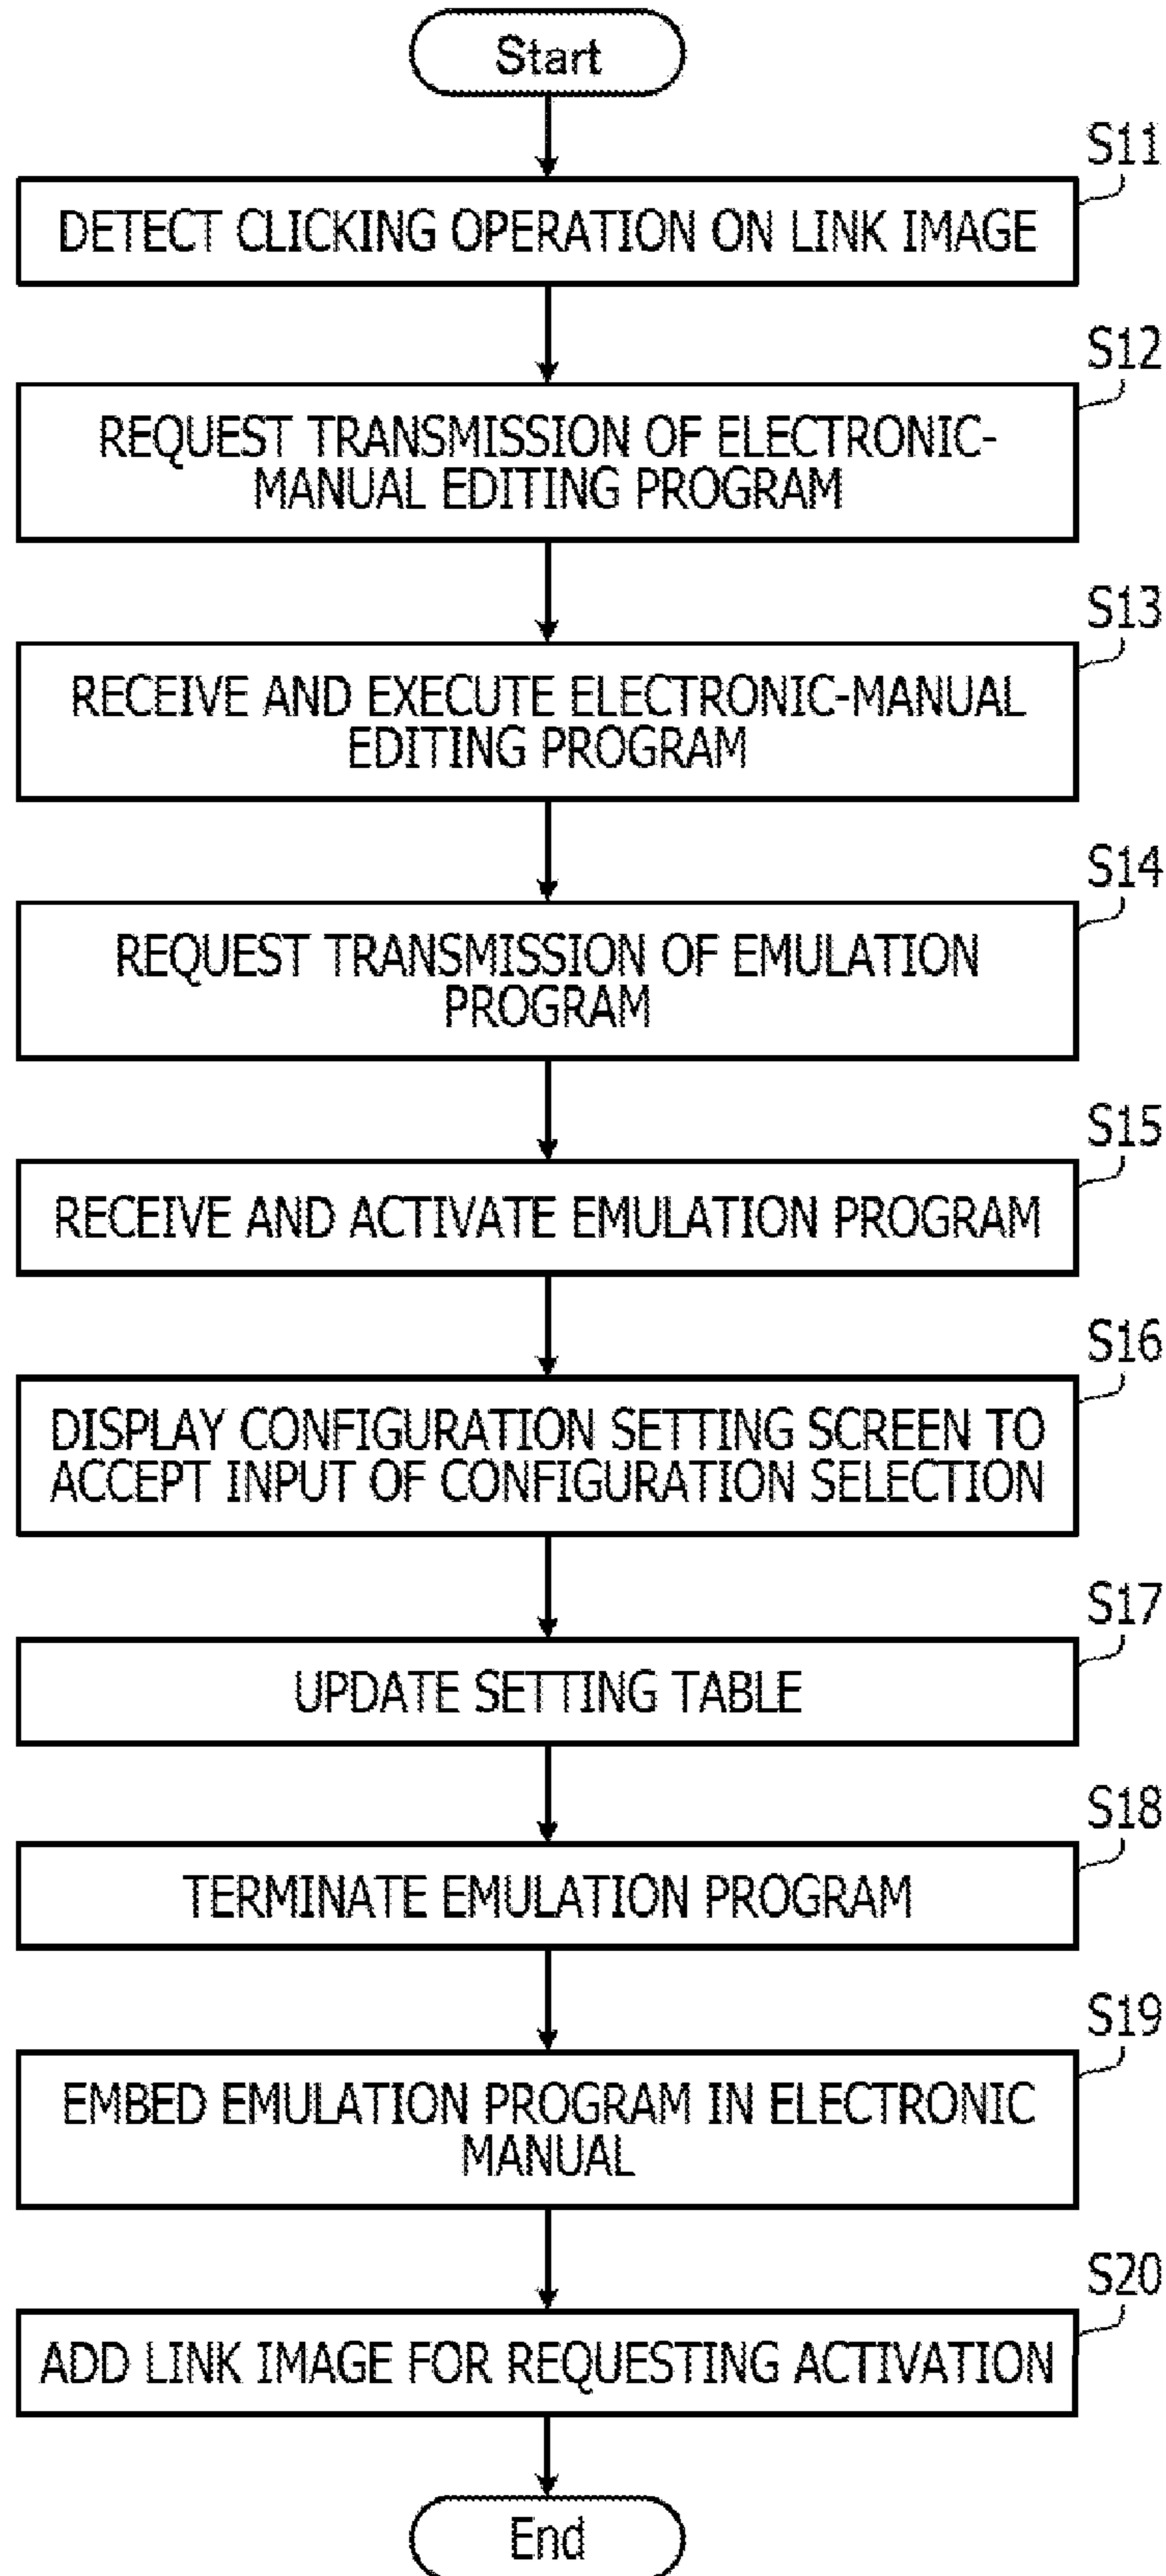 Start
S11
DETECT CLICKING OPERATION ON LINK IMAGE
S12
REQUEST TRANSMISSION OF ELECTRONIC-
MANUAL EDITING PROGRAM
S13
RECEIVE AND EXECUTE ELECTRONIC-MANUAL
EDITING PROGRAM
S14
REQUEST TRANSMISSION OF EMULATION
PROGRAM
S15
RECEIVE AND ACTIVATE EMULATION PROGRAM
S16
DISPLAY CONFIGURATION SETTING SCREEN TO
ACCEPT INPUT OF CONFIGURATION SELECTION
S17
UPDATE SETTING TABLE
S18
TERMINATE EMULATION PROGRAM
S19
EMBED EMULATION PROGRAM IN ELECTRONIC
MANUAL
S20
ADD LINK IMAGE FOR REQUESTING ACTIVATION
End